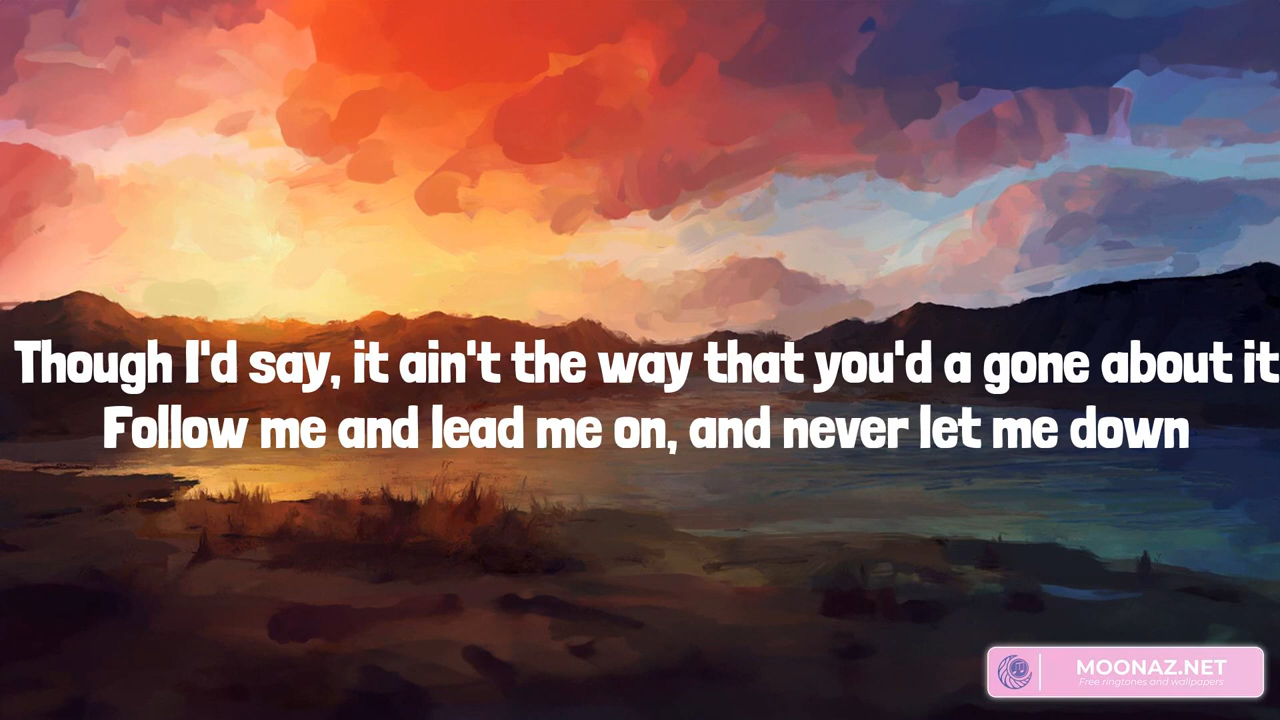 Though I'd say, it ain't the way that you'd a gone about it
Follow me and lead me on, and never let me down
MOONAZ.NET
Free ringtones and wallpapers